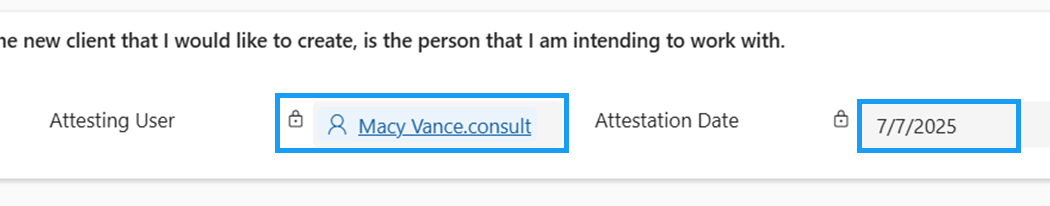 new client that I would like to create, is the person that I am intending to work with.
Attesting User Macy Vance.consult Attestation Date 7/7/2025